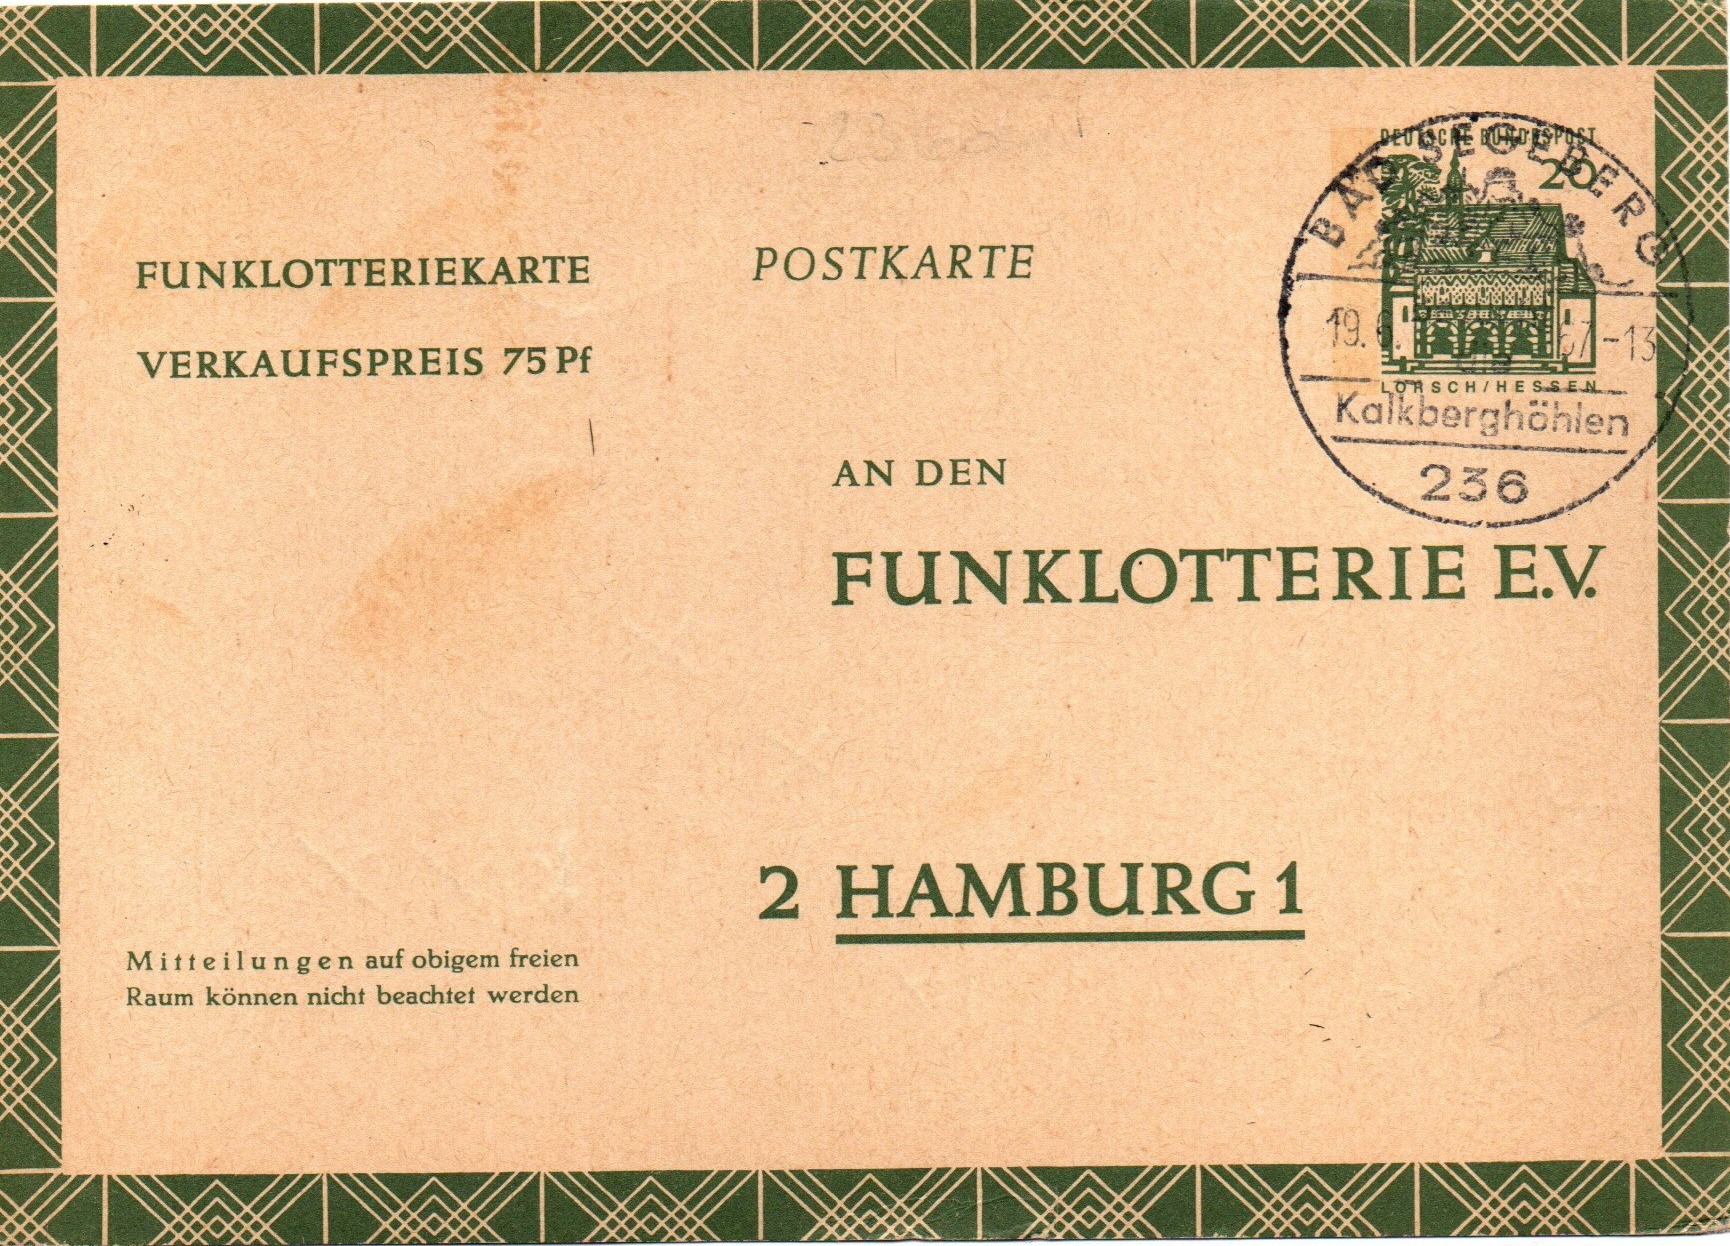 FUNKLOTTERIEKARTE
VERKAUFSPREIS 75 Pf
POSTKARTE
DEUTSCHE BUNDESPOST
20
LORSCH/HESSEN
BAD SEGEBERG
19.6.67-13
Kalkberghöhlen
236
AN DEN
FUNKLOTTERIE E.V.
2 HAMBURG 1
Mitteilungen auf obigem freien
Raum können nicht beachtet werden